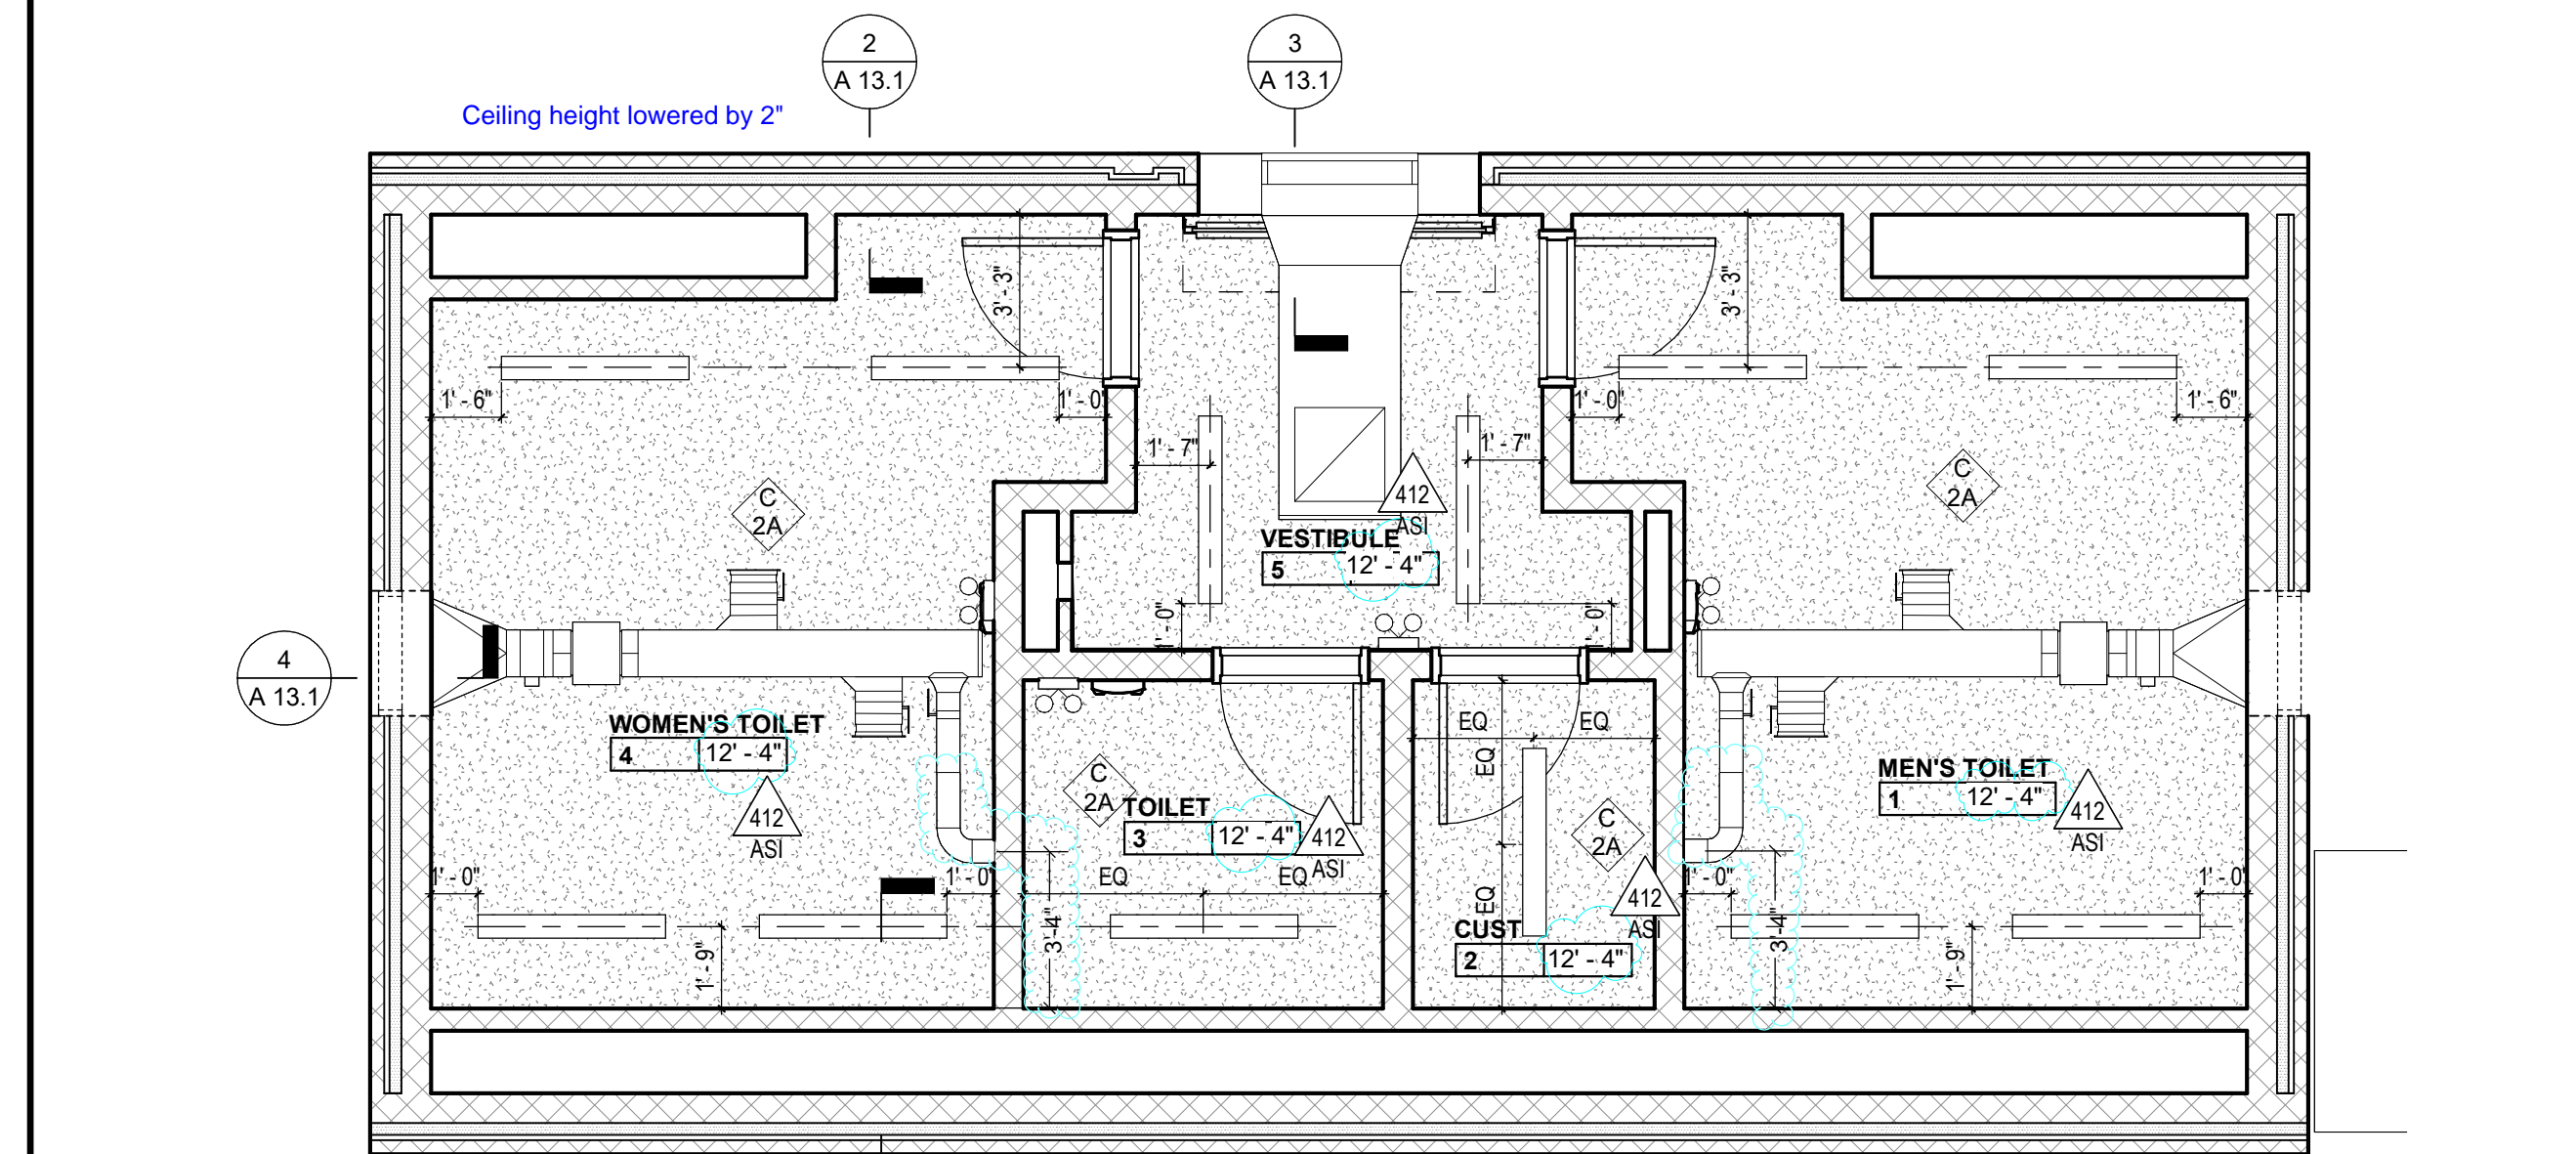 2
A 13.1
3
A 13.1
Ceiling height lowered by 2"
3' - 3"
3' - 3"
1' - 6"
1' - 0"
1' - 0"
1' - 6"
1' - 7"
1' - 7"
C
2A
412
ASI
C
2A
VESTIBULE
5
12' - 4"
1' - 0"
1' - 0"
4
A 13.1
WOMEN'S TOILET
4
12' - 4"
412
ASI
EQ
EQ
EQ
EQ
C
2A
TOILET
3
12' - 4"
412
ASI
C
2A
MEN'S TOILET
1
12' - 4"
412
ASI
1' - 0"
1' - 0"
EQ
EQ
412
ASI
1' - 0"
1' - 0"
3'-4"
3'-4"
CUST
2
12' - 4"
1' - 9"
1' - 9"